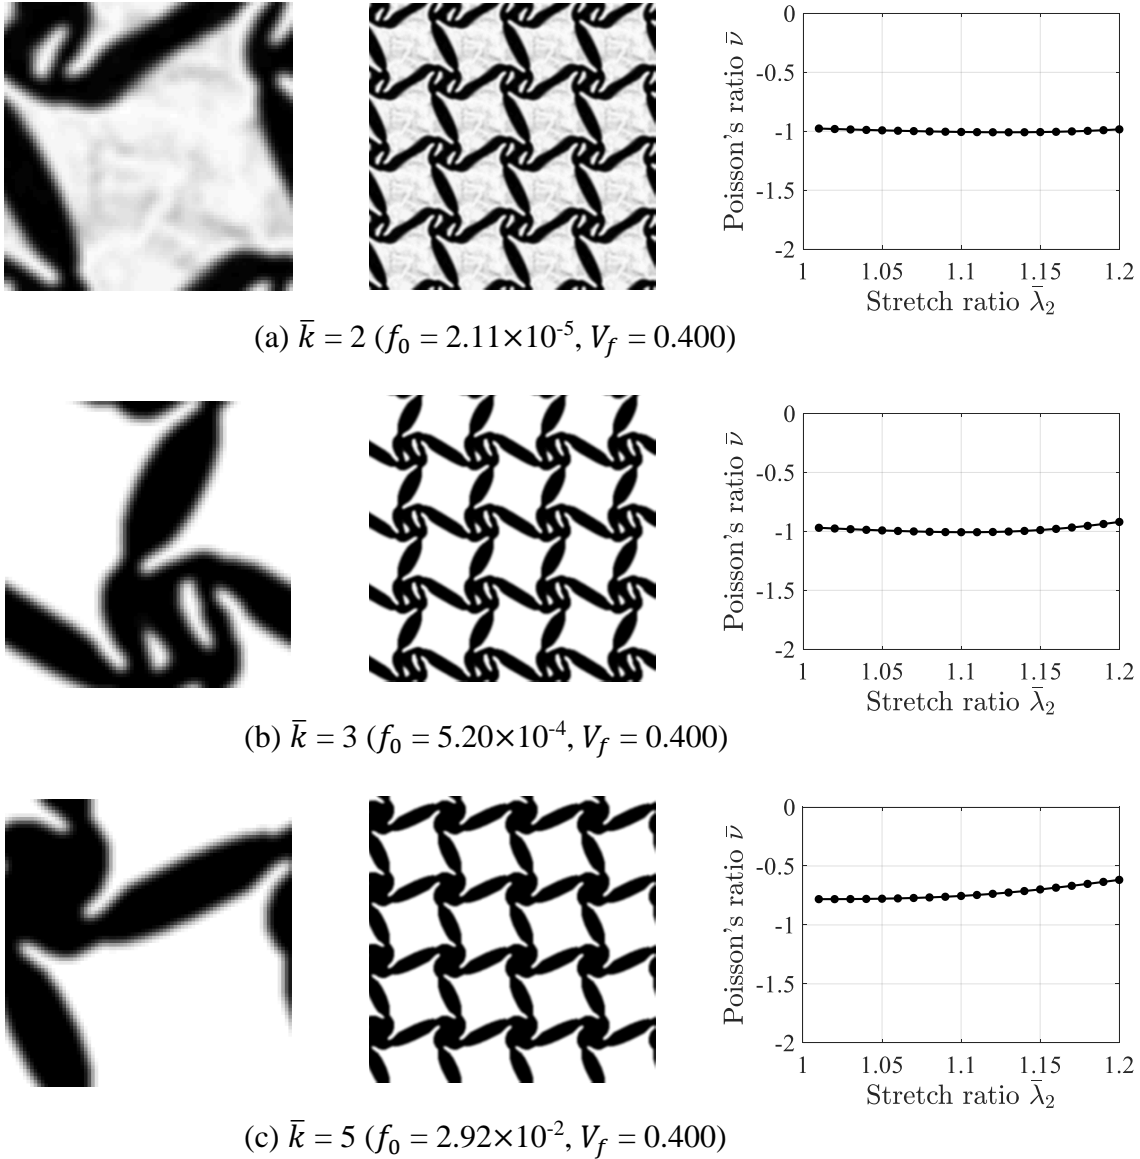 0
-0.5
-1
-1.5
-2
1 1.05 1.1 1.15 1.2
Poisson's ratio ν̄
Stretch ratio λ̄₂
(a) k̄ = 2 (f₀ = 2.11×10⁻⁵, V_f = 0.400)
0
-0.5
-1
-1.5
-2
1 1.05 1.1 1.15 1.2
Poisson's ratio ν̄
Stretch ratio λ̄₂
(b) k̄ = 3 (f₀ = 5.20×10⁻⁴, V_f = 0.400)
0
-0.5
-1
-1.5
-2
1 1.05 1.1 1.15 1.2
Poisson's ratio ν̄
Stretch ratio λ̄₂
(c) k̄ = 5 (f₀ = 2.92×10⁻², V_f = 0.400)